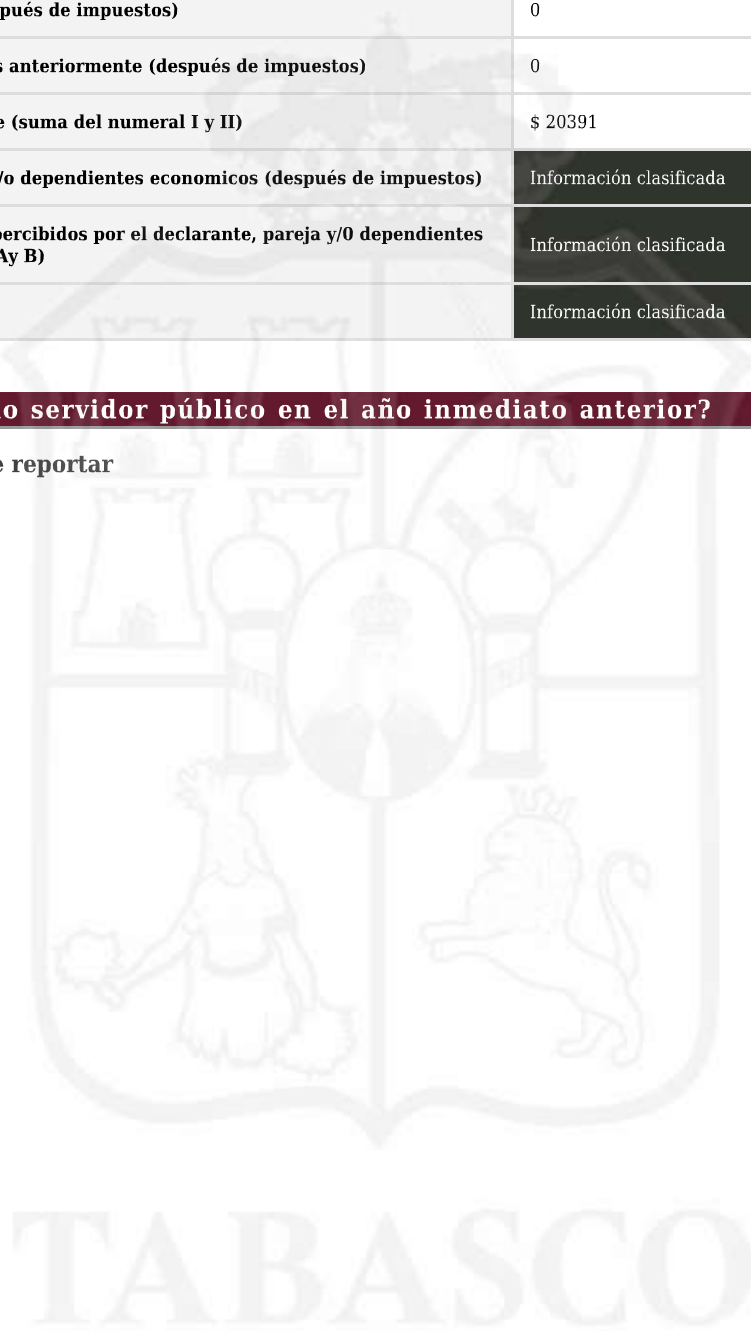 pués de impuestos)
0
s anteriormente (después de impuestos)
0
e (suma del numeral I y II)
$ 20391
/o dependientes economicos (después de impuestos)
Información clasificada
percibidos por el declarante, pareja y/0 dependientes
Ay B)
Información clasificada
Información clasificada
o servidor público en el año inmediato anterior?
e reportar
TABASCO